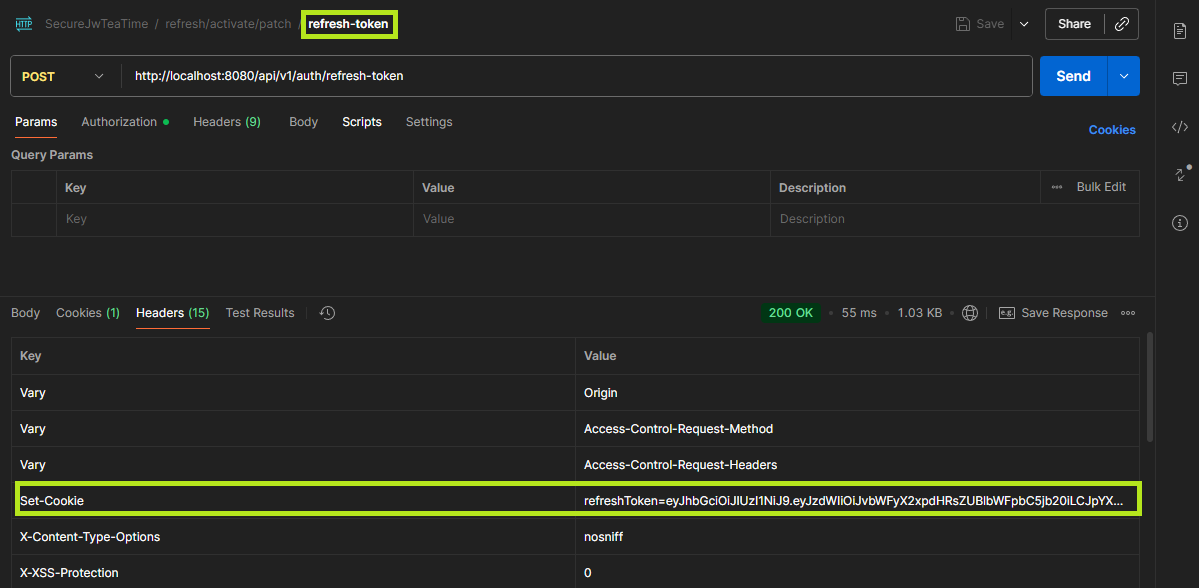 HTTP SecureJwTeaTime / refresh/activate/patch / refresh-token Save Share
POST http://localhost:8080/api/v1/auth/refresh-token Send
Params Authorization Headers (9) Body Scripts Settings Cookies
Query Params
Key Value Description Bulk Edit
Key Value Description
Body Cookies (1) Headers (15) Test Results 200 OK 55 ms 1.03 KB e.g. Save Response
Key Value
Vary Origin
Vary Access-Control-Request-Method
Vary Access-Control-Request-Headers
Set-Cookie refreshToken=eyJhbGciOiJIUzI1NiJ9.eyJzdWIiOiJvbWFyX2xpdHRsZUBlbWFpbC5jb20iLCJpYX...
X-Content-Type-Options nosniff
X-XSS-Protection 0